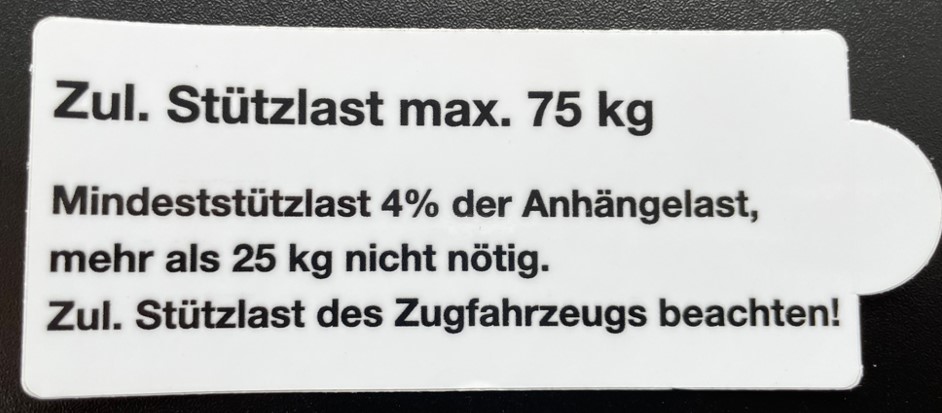 Zul. Stützlast max. 75 kg
Mindeststützlast 4% der Anhängelast,
mehr als 25 kg nicht nötig.
Zul. Stützlast des Zugfahrzeugs beachten!